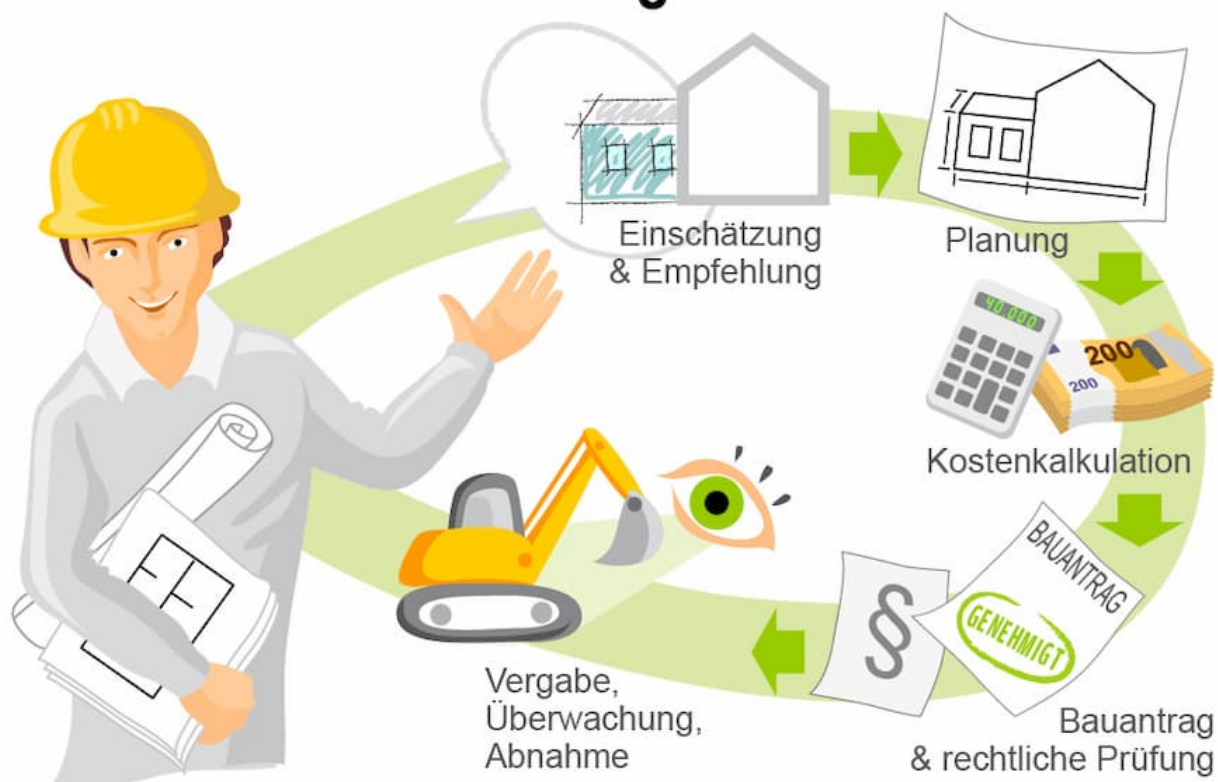 Einschätzung
& Empfehlung
Planung
40.000
200
200
Kostenkalkulation
BAUANTRAG
GENEHMIGT
§
Bauantrag
& rechtliche Prüfung
Vergabe,
Überwachung,
Abnahme